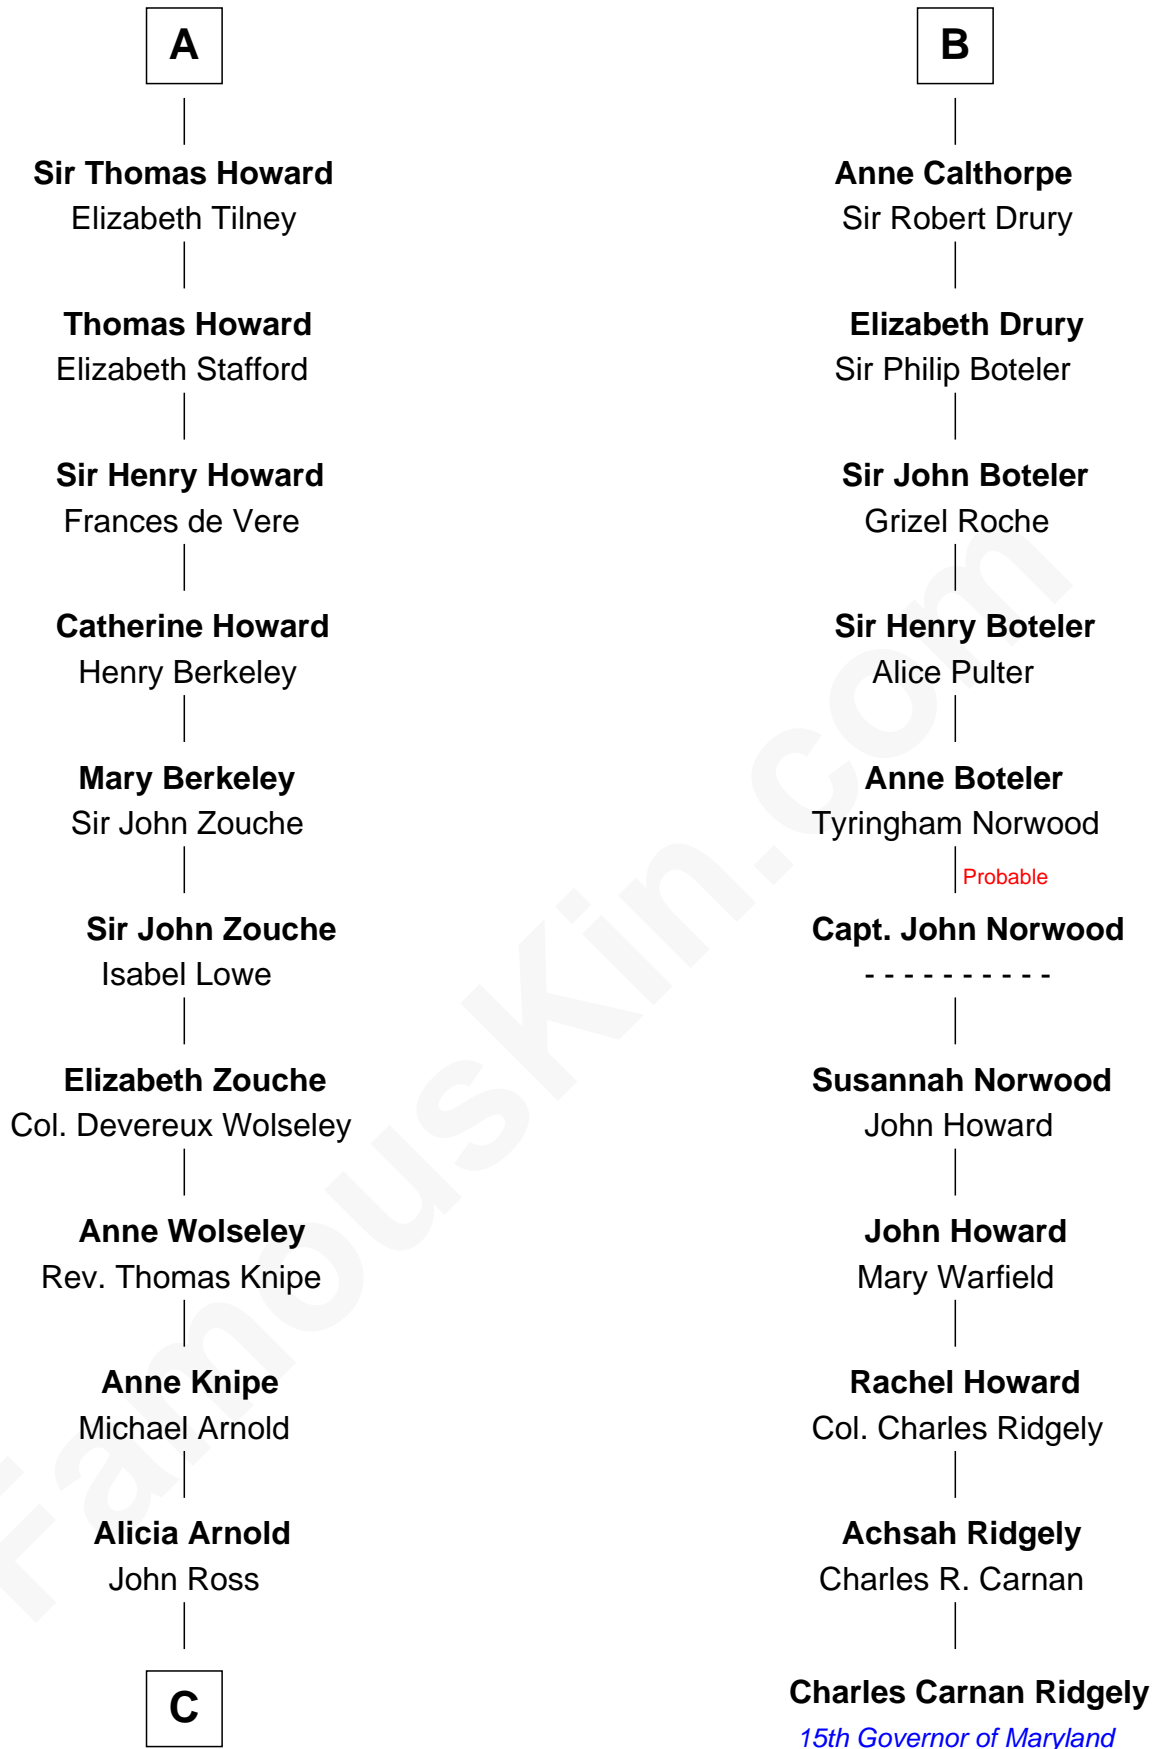 A
Sir Thomas Howard
Elizabeth Tilney
Thomas Howard
Elizabeth Stafford
Sir Henry Howard
Frances de Vere
Catherine Howard
Henry Berkeley
Mary Berkeley
Sir John Zouche
Sir John Zouche
Isabel Lowe
Elizabeth Zouche
Col. Devereux Wolseley
Anne Wolseley
Rev. Thomas Knipe
Anne Knipe
Michael Arnold
Alicia Arnold
John Ross
C
B
Anne Calthorpe
Sir Robert Drury
Elizabeth Drury
Sir Philip Boteler
Sir John Boteler
Grizel Roche
Sir Henry Boteler
Alice Pulter
Anne Boteler
Tyringham Norwood
Probable
Capt. John Norwood
- - - - - - - - - -
Susannah Norwood
John Howard
John Howard
Mary Warfield
Rachel Howard
Col. Charles Ridgely
Achsah Ridgely
Charles R. Carnan
Charles Carnan Ridgely
15th Governor of Maryland
FamousKin.com